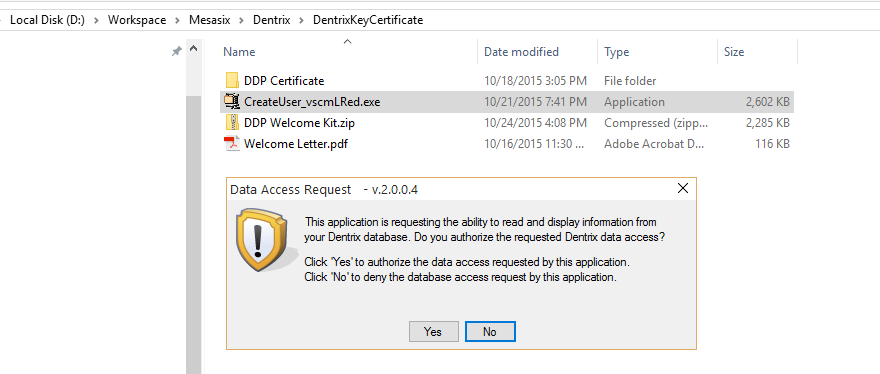 Local Disk (D:) > Workspace > Mesasix > Dentrix > DentrixKeyCertificate
Name Date modified Type Size
DDP Certificate 10/18/2015 3:05 PM File folder
CreateUser_vscmLRed.exe 10/21/2015 7:41 PM Application 2,602 KB
DDP Welcome Kit.zip 10/24/2015 4:08 PM Compressed (zipp... 2,285 KB
Welcome Letter.pdf 10/16/2015 11:30 ... Adobe Acrobat D... 116 KB
Data Access Request - v.2.0.0.4
This application is requesting the ability to read and display information from
your Dentrix database. Do you authorize the requested Dentrix data access?
Click 'Yes' to authorize the data access requested by this application.
Click 'No' to deny the database access request by this application.
Yes No